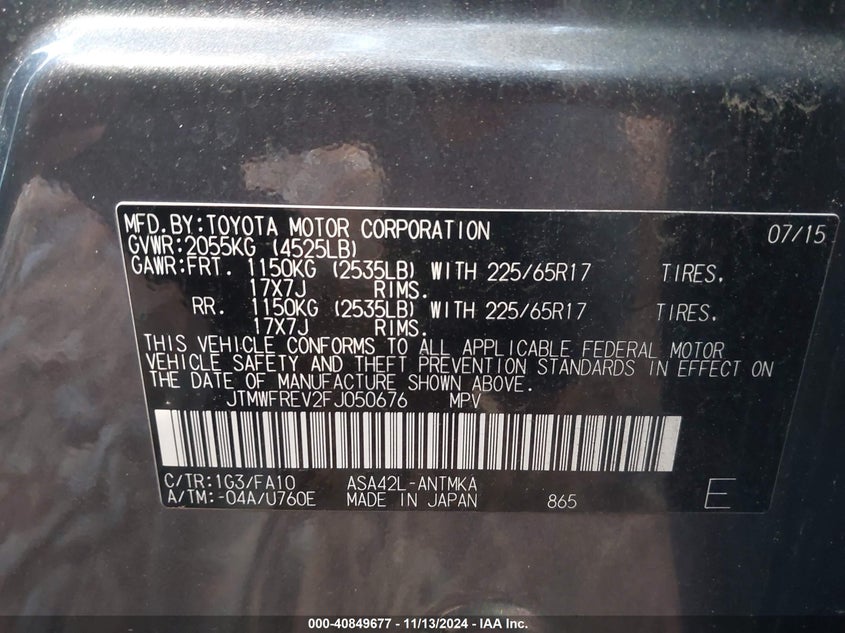 MFD.BY:TOYOTA MOTOR CORPORATION 07/15
GVWR:2055KG (4525LB)
GAWR:FRT. 1150KG (2535LB) WITH 225/65R17 TIRES.
17X7J RIMS.
RR. 1150KG (2535LB) WITH 225/65R17 TIRES.
17X7J RIMS.
THIS VEHICLE CONFORMS TO ALL APPLICABLE FEDERAL MOTOR
VEHICLE SAFETY AND THEFT PREVENTION STANDARDS IN EFFECT ON
THE DATE OF MANUFACTURE SHOWN ABOVE.
JTMWFREV2FJ050676 MPV
C/TR:1G3/FA10 ASA42L-ANTMKA
A/TM:-04A/U760E MADE IN JAPAN 865 E
000-40849677 - 11/13/2024 - IAA Inc.